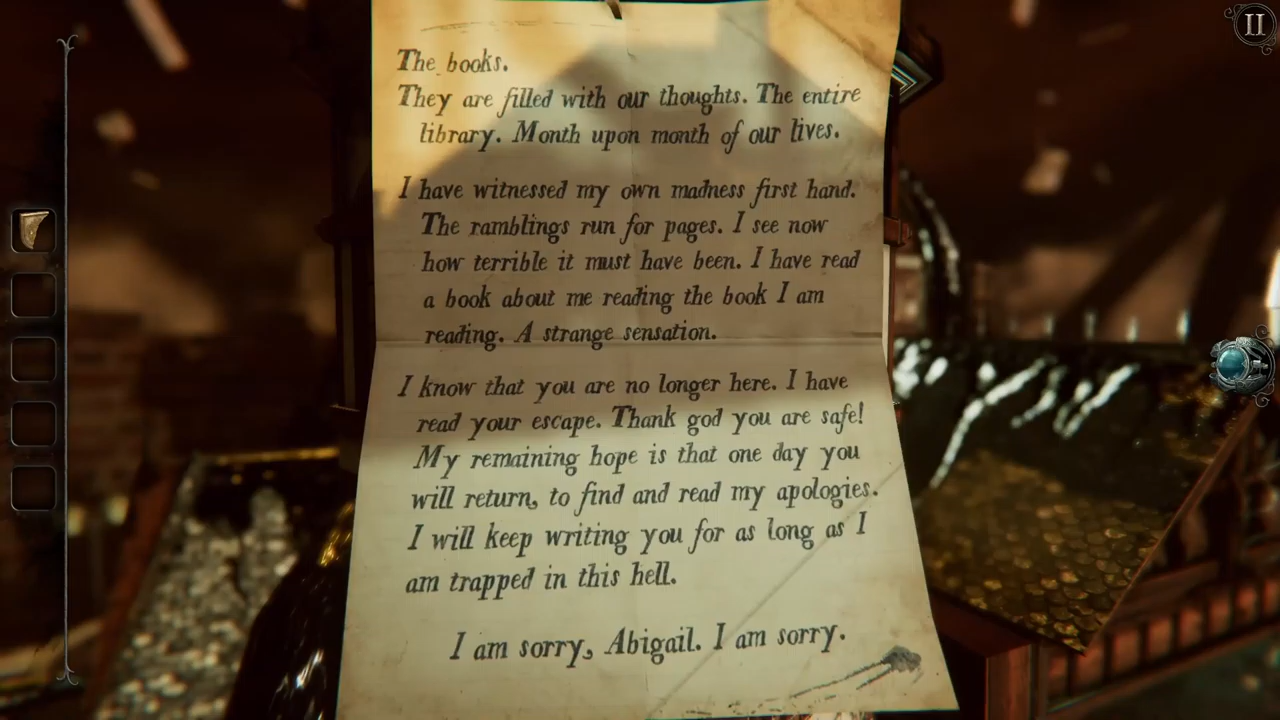 II
The books.
They are filled with our thoughts. The entire
library. Month upon month of our lives.
I have witnessed my own madness first hand.
The ramblings run for pages. I see now
how terrible it must have been. I have read
a book about me reading the book I am
reading. A strange sensation.
I know that you are no longer here. I have
read your escape. Thank god you are safe!
My remaining hope is that one day you
will return, to find and read my apologies.
I will keep writing you for as long as I
am trapped in this hell.
I am sorry, Abigail. I am sorry.